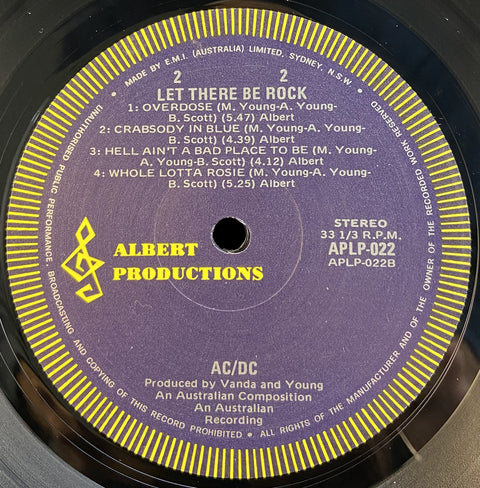 • MADE BY E.M.I. (AUSTRALIA) LIMITED, SYDNEY, N.S.W. •
2 2
LET THERE BE ROCK
1: OVERDOSE (M. Young-A. Young-
B. Scott) (5.47) Albert
2: CRABSODY IN BLUE (M. Young-
A. Young-B. Scott) (4.39) Albert
3: HELL AINT A BAD PLACE TO BE (M. Young-
A. Young-B. Scott) (4.12) Albert
4: WHOLE LOTTA ROSIE (M. Young-A. Young-
B. Scott) (5.25) Albert
STEREO
33 1/3 R.P.M.
APLP-022
APLP-022B
ALBERT
PRODUCTIONS
AC/DC
Produced by Vanda and Young
An Australian Composition
An Australian
Recording
UNAUTHORISED PUBLIC PERFORMANCE, BROADCASTING AND COPYING OF THIS RECORD PROHIBITED • ALL RIGHTS OF THE MANUFACTURER AND OF THE OWNER OF THE RECORDED WORK RESERVED